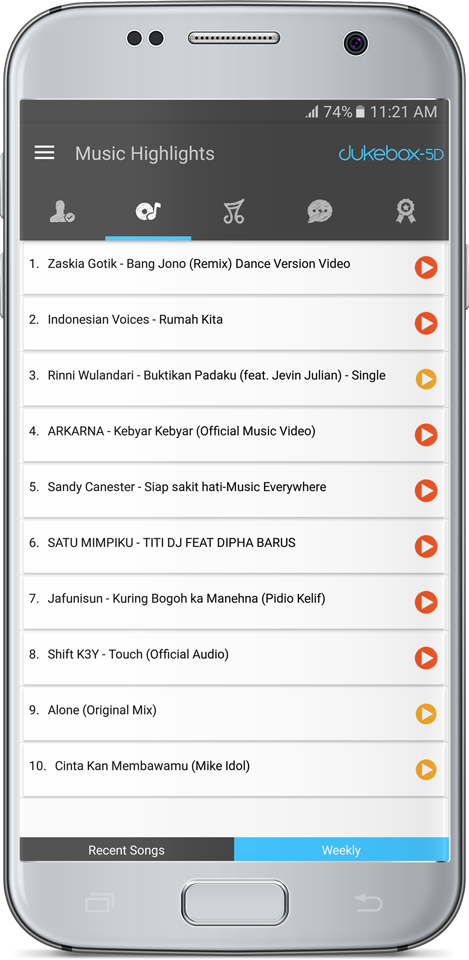 74% 11:21 AM
Music Highlights
Jukebox-5D
1. Zaskia Gotik - Bang Jono (Remix) Dance Version Video
2. Indonesian Voices - Rumah Kita
3. Rinni Wulandari - Buktikan Padaku (feat. Jevin Julian) - Single
4. ARKARNA - Kebyar Kebyar (Official Music Video)
5. Sandy Canester - Siap sakit hati-Music Everywhere
6. SATU MIMPIKU - TITI DJ FEAT DIPHA BARUS
7. Jafunisun - Kuring Bogoh ka Manehna (Pidio Kelif)
8. Shift K3Y - Touch (Official Audio)
9. Alone (Original Mix)
10. Cinta Kan Membawamu (Mike Idol)
Recent Songs
Weekly